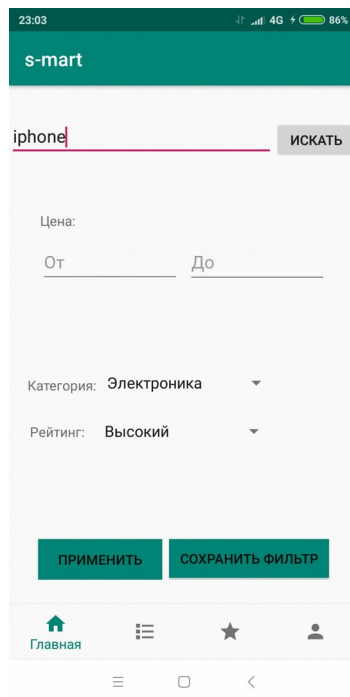 23:03 4G 86%
s-mart
iphone ИСКАТЬ
Цена:
От До
Категория: Электроника
Рейтинг: Высокий
ПРИМЕНИТЬ СОХРАНИТЬ ФИЛЬТР
Главная